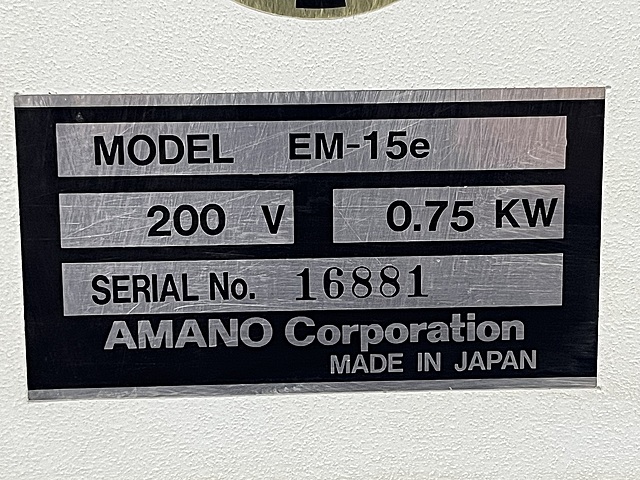 MODEL EM-15e
200 V 0.75 KW
SERIAL No. 16881
AMANO Corporation
MADE IN JAPAN